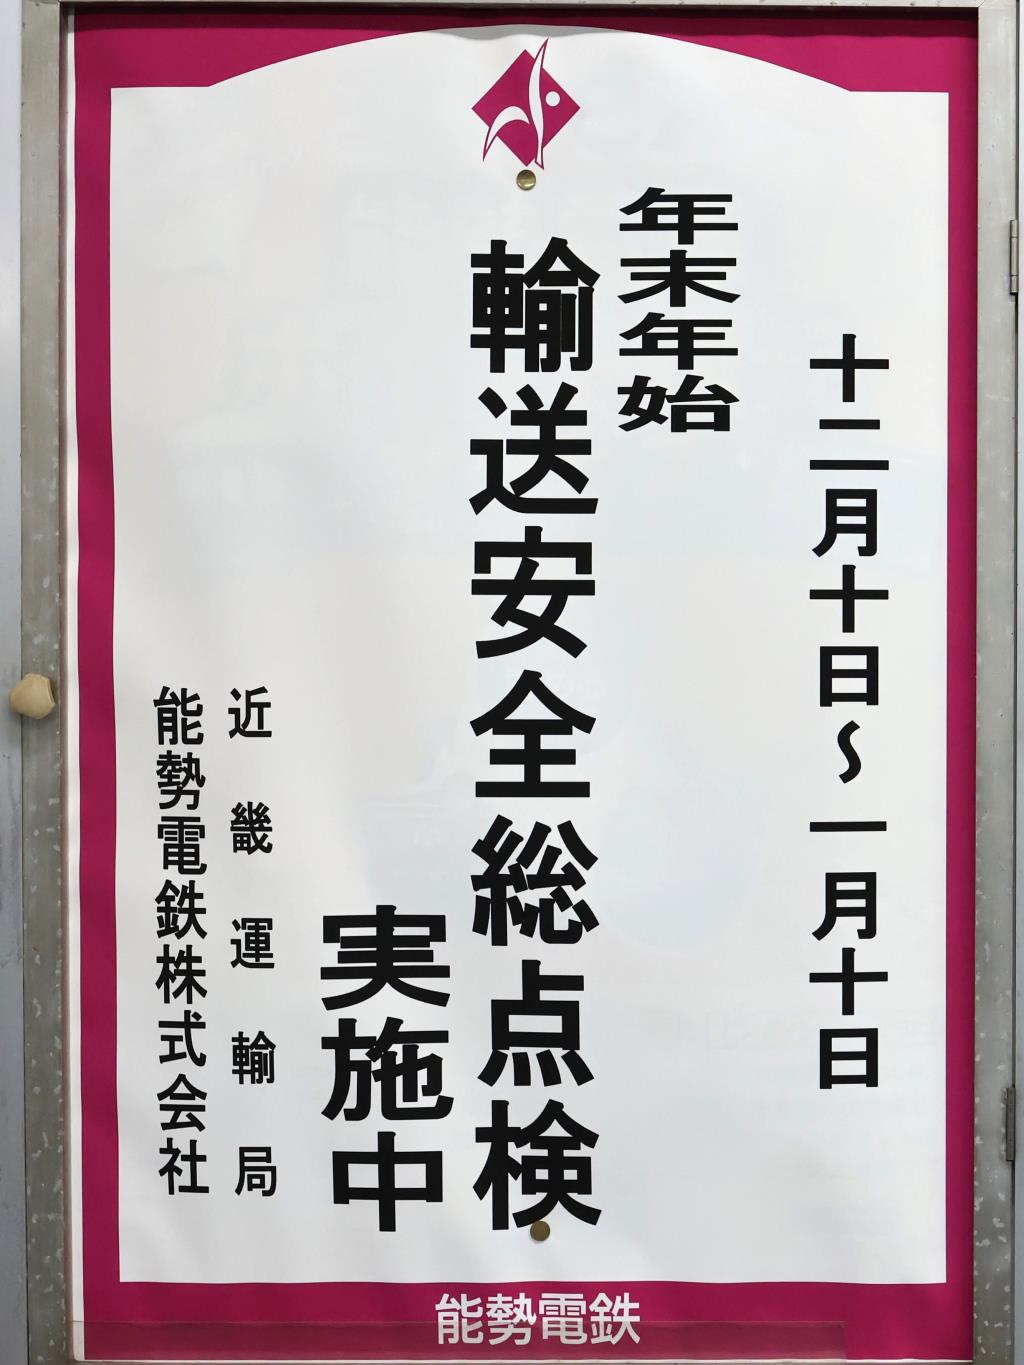 十二月十日～一月十日
年末年始
輸送安全総点検
実施中
近畿運輸局
能勢電鉄株式会社
能勢電鉄